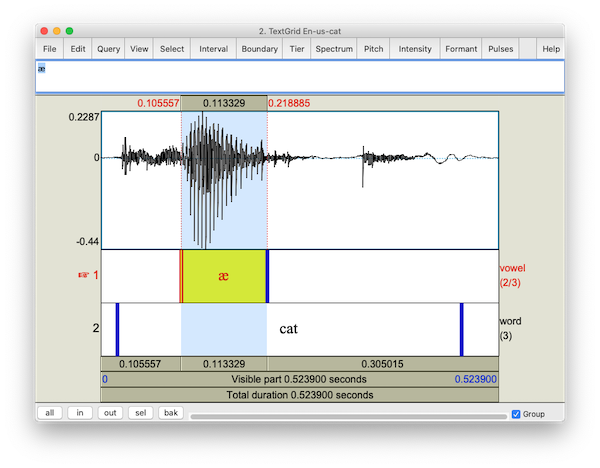 2. TextGrid En-us-cat
File Edit Query View Select Interval Boundary Tier Spectrum Pitch Intensity Formant Pulses Help
æ
0.105557 0.113329 0.218885
0.2287
0
-0.44
☞ 1 æ vowel
(2/3)
2 cat word
(3)
0.105557 0.113329 0.305015
0 Visible part 0.523900 seconds 0.523900
Total duration 0.523900 seconds
all in out sel bak Group